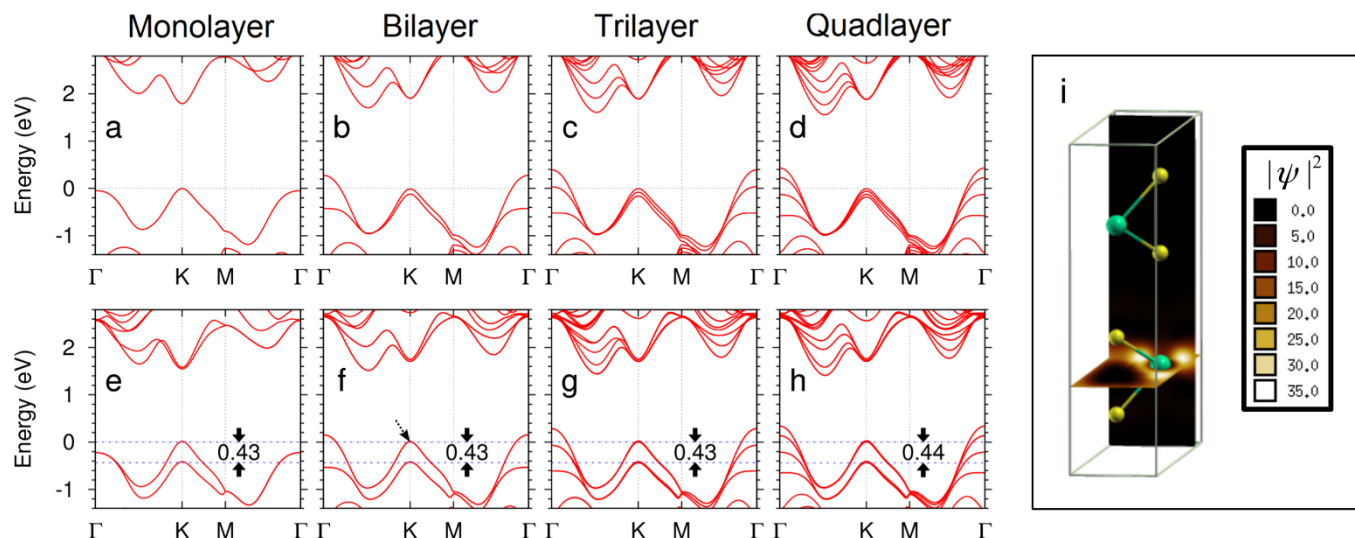 Monolayer Bilayer Trilayer Quadlayer
Energy (eV)
2
1
0
-1
a
b
c
d
Γ K M Γ Γ K M Γ Γ K M Γ Γ K M Γ
Energy (eV)
2
1
0
-1
e
f
g
h
0.43 0.43 0.43 0.44
Γ K M Γ Γ K M Γ Γ K M Γ Γ K M Γ
i
|ψ|²
0.0
5.0
10.0
15.0
20.0
25.0
30.0
35.0